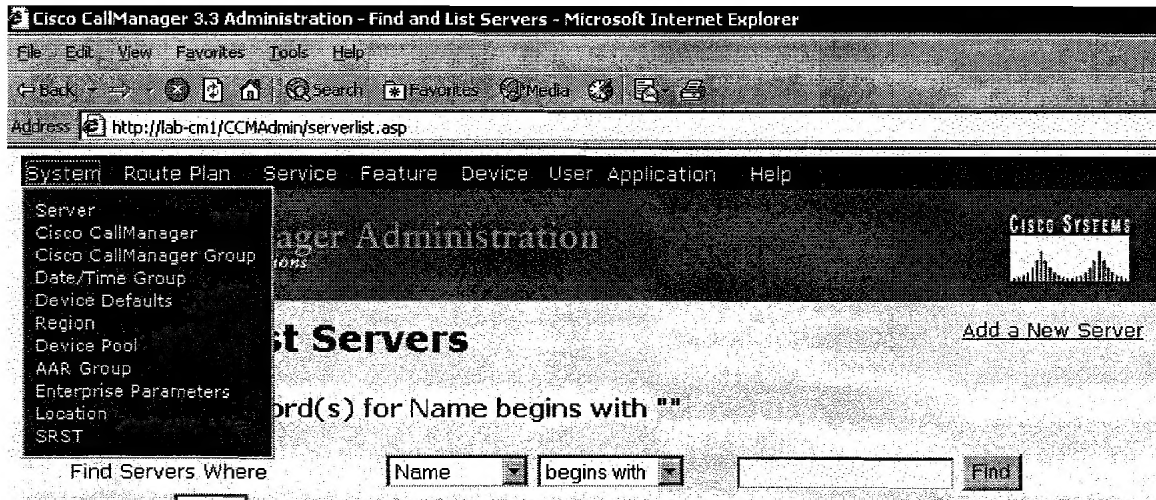 Cisco CallManager 3.3 Administration - Find and List Servers - Microsoft Internet Explorer
File Edit View Favorites Tools Help
Back Search Favorites Media
Address http://lab-cm1/CCMAdmin/serverlist.asp
System Route Plan Service Feature Device User Application Help
Server
Cisco CallManager
Cisco CallManager Group
Date/Time Group
Device Defaults
Region
Device Pool
AAR Group
Enterprise Parameters
Location
SRST
ager Administration
ions
CISCO SYSTEMS
st Servers
Add a New Server
ord(s) for Name begins with ""
Find Servers Where Name begins with Find